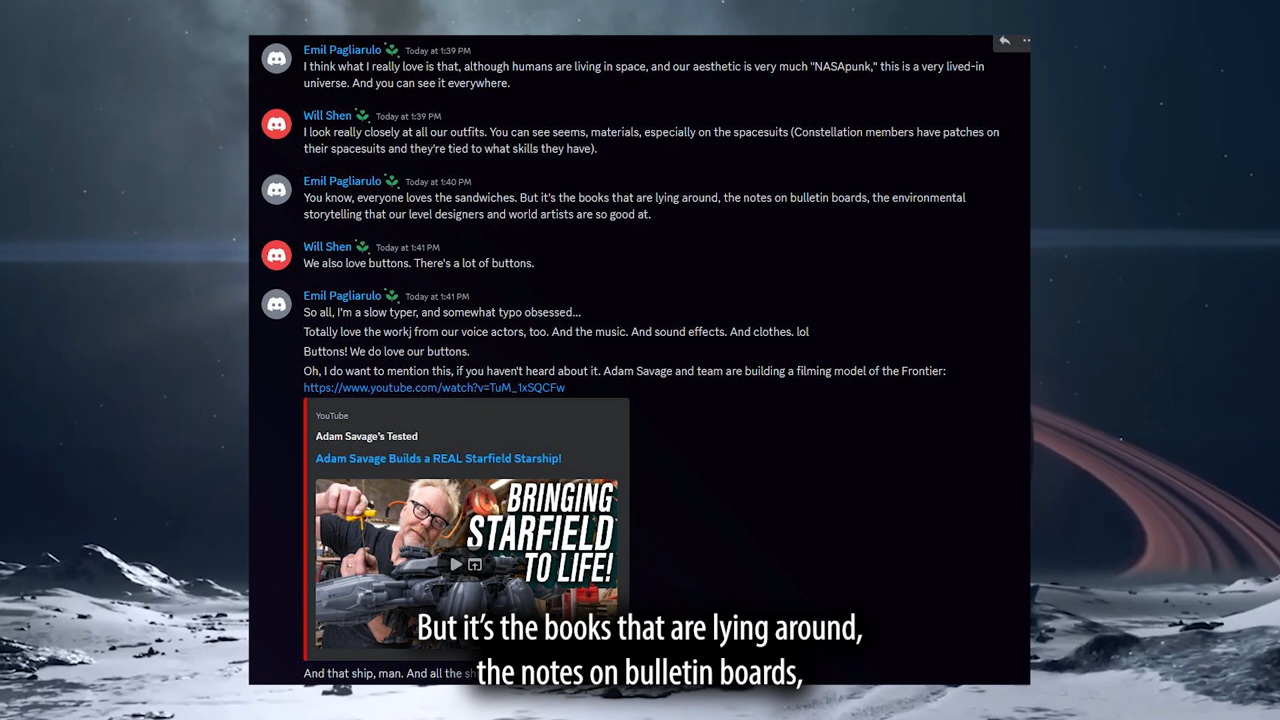 Emil Pagliarulo Today at 1:39 PM
I think what I really love is that, although humans are living in space, and our aesthetic is very much "NASApunk," this is a very lived-in
universe. And you can see it everywhere.
Will Shen Today at 1:39 PM
I look really closely at all our outfits. You can see seems, materials, especially on the spacesuits (Constellation members have patches on
their spacesuits and they're tied to what skills they have).
Emil Pagliarulo Today at 1:40 PM
You know, everyone loves the sandwiches. But it's the books that are lying around, the notes on bulletin boards, the environmental
storytelling that our level designers and world artists are so good at.
Will Shen Today at 1:41 PM
We also love buttons. There's a lot of buttons.
Emil Pagliarulo Today at 1:41 PM
So all, I'm a slow typer, and somewhat typo obsessed...
Totally love the workj from our voice actors, too. And the music. And sound effects. And clothes. lol
Buttons! We do love our buttons.
Oh, I do want to mention this, if you haven't heard about it. Adam Savage and team are building a filming model of the Frontier:
https://www.youtube.com/watch?v=TuM_1xSQCFw
YouTube
Adam Savage's Tested
Adam Savage Builds a REAL Starfield Starship!
BRINGING
STARFIELD
TO LIFE!
But it's the books that are lying around,
the notes on bulletin boards,
And that ship, man. And all the